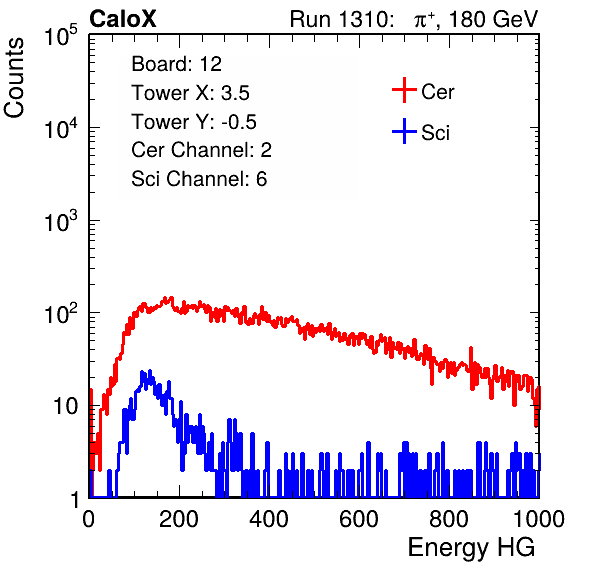 CaloX Run 1310: π⁺, 180 GeV
Counts
10⁵
10⁴
10³
10²
10
1
Board: 12
Tower X: 3.5
Tower Y: -0.5
Cer Channel: 2
Sci Channel: 6
Cer
Sci
0 200 400 600 800 1000
Energy HG